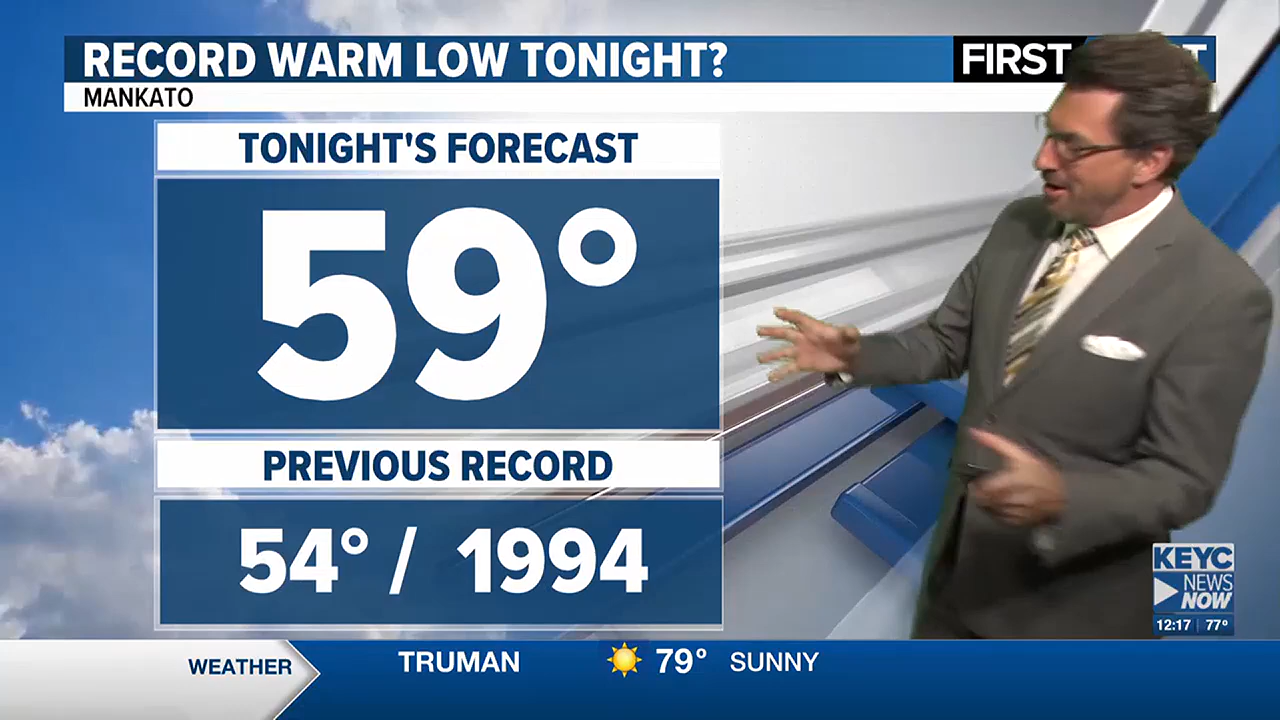 RECORD WARM LOW TONIGHT?
FIRST
MANKATO
TONIGHT'S FORECAST
59°
PREVIOUS RECORD
54° / 1994
KEYC
NEWS
NOW
12:17 77°
WEATHER
TRUMAN 79° SUNNY